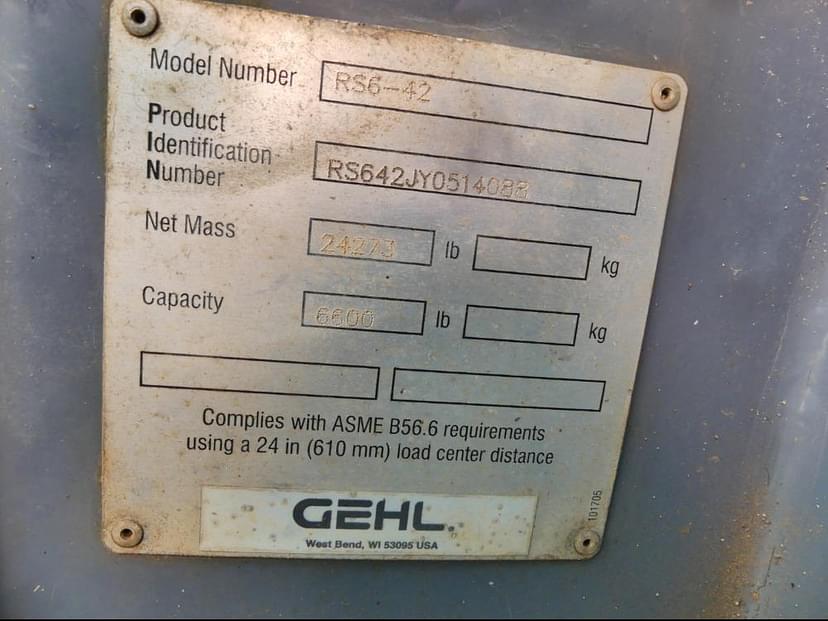 Model Number RS6-42
Product
Identification
Number RS642JY0514088
Net Mass 24273 lb kg
Capacity 6600 lb kg
Complies with ASME B56.6 requirements
using a 24 in (610 mm) load center distance
101705
GEHL®
West Bend, WI 53095 USA